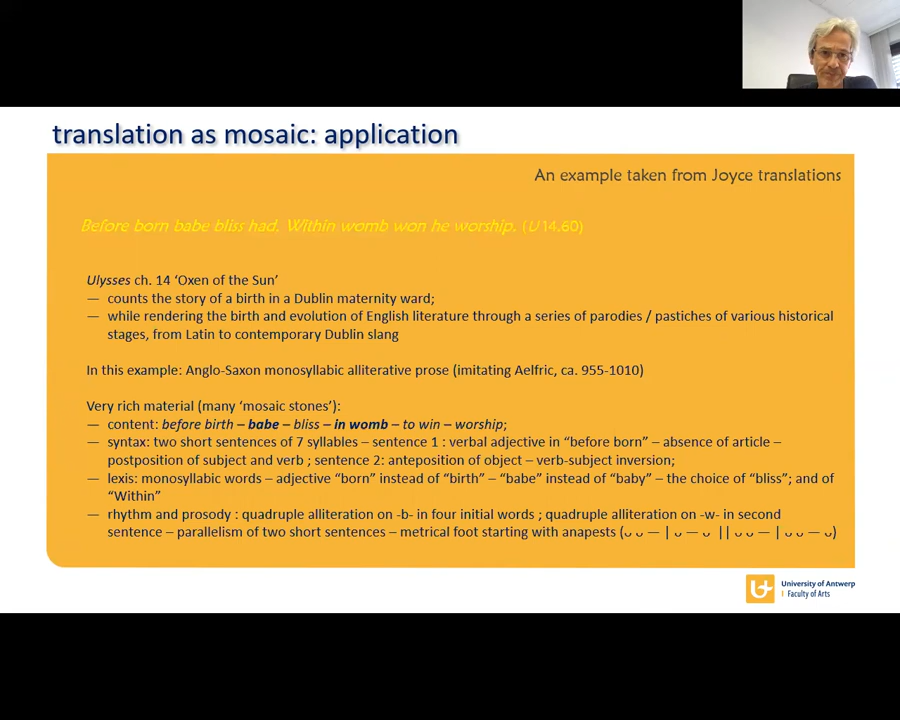 translation as mosaic: application
An example taken from Joyce translations
Before born babe bliss had. Within womb won he worship. (U 14.60)
Ulysses ch. 14 ‘Oxen of the Sun’
— counts the story of a birth in a Dublin maternity ward;
— while rendering the birth and evolution of English literature through a series of parodies / pastiches of various historical
stages, from Latin to contemporary Dublin slang
In this example: Anglo-Saxon monosyllabic alliterative prose (imitating Aelfric, ca. 955-1010)
Very rich material (many ‘mosaic stones’):
— content: before birth – babe – bliss – in womb – to win – worship;
— syntax: two short sentences of 7 syllables – sentence 1 : verbal adjective in “before born” – absence of article –
postposition of subject and verb ; sentence 2: anteposition of object – verb-subject inversion;
— lexis: monosyllabic words – adjective “born” instead of “birth” – “babe” instead of “baby” – the choice of “bliss”; and of
“Within”
— rhythm and prosody : quadruple alliteration on -b- in four initial words ; quadruple alliteration on -w- in second
sentence – parallelism of two short sentences – metrical foot starting with anapests (ᴗ ᴗ — | ᴗ — ᴗ || ᴗ ᴗ — | ᴗ ᴗ — ᴗ)
University of Antwerp
Faculty of Arts